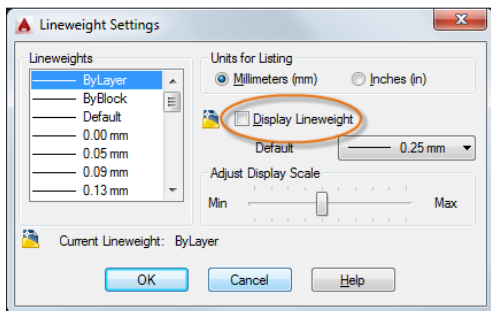 Lineweight Settings
Lineweights
ByLayer
ByBlock
Default
0.00 mm
0.05 mm
0.09 mm
0.13 mm
Units for Listing
Millimeters (mm)
Inches (in)
Display Lineweight
Default
0.25 mm
Adjust Display Scale
Min
Max
Current Lineweight: ByLayer
OK
Cancel
Help